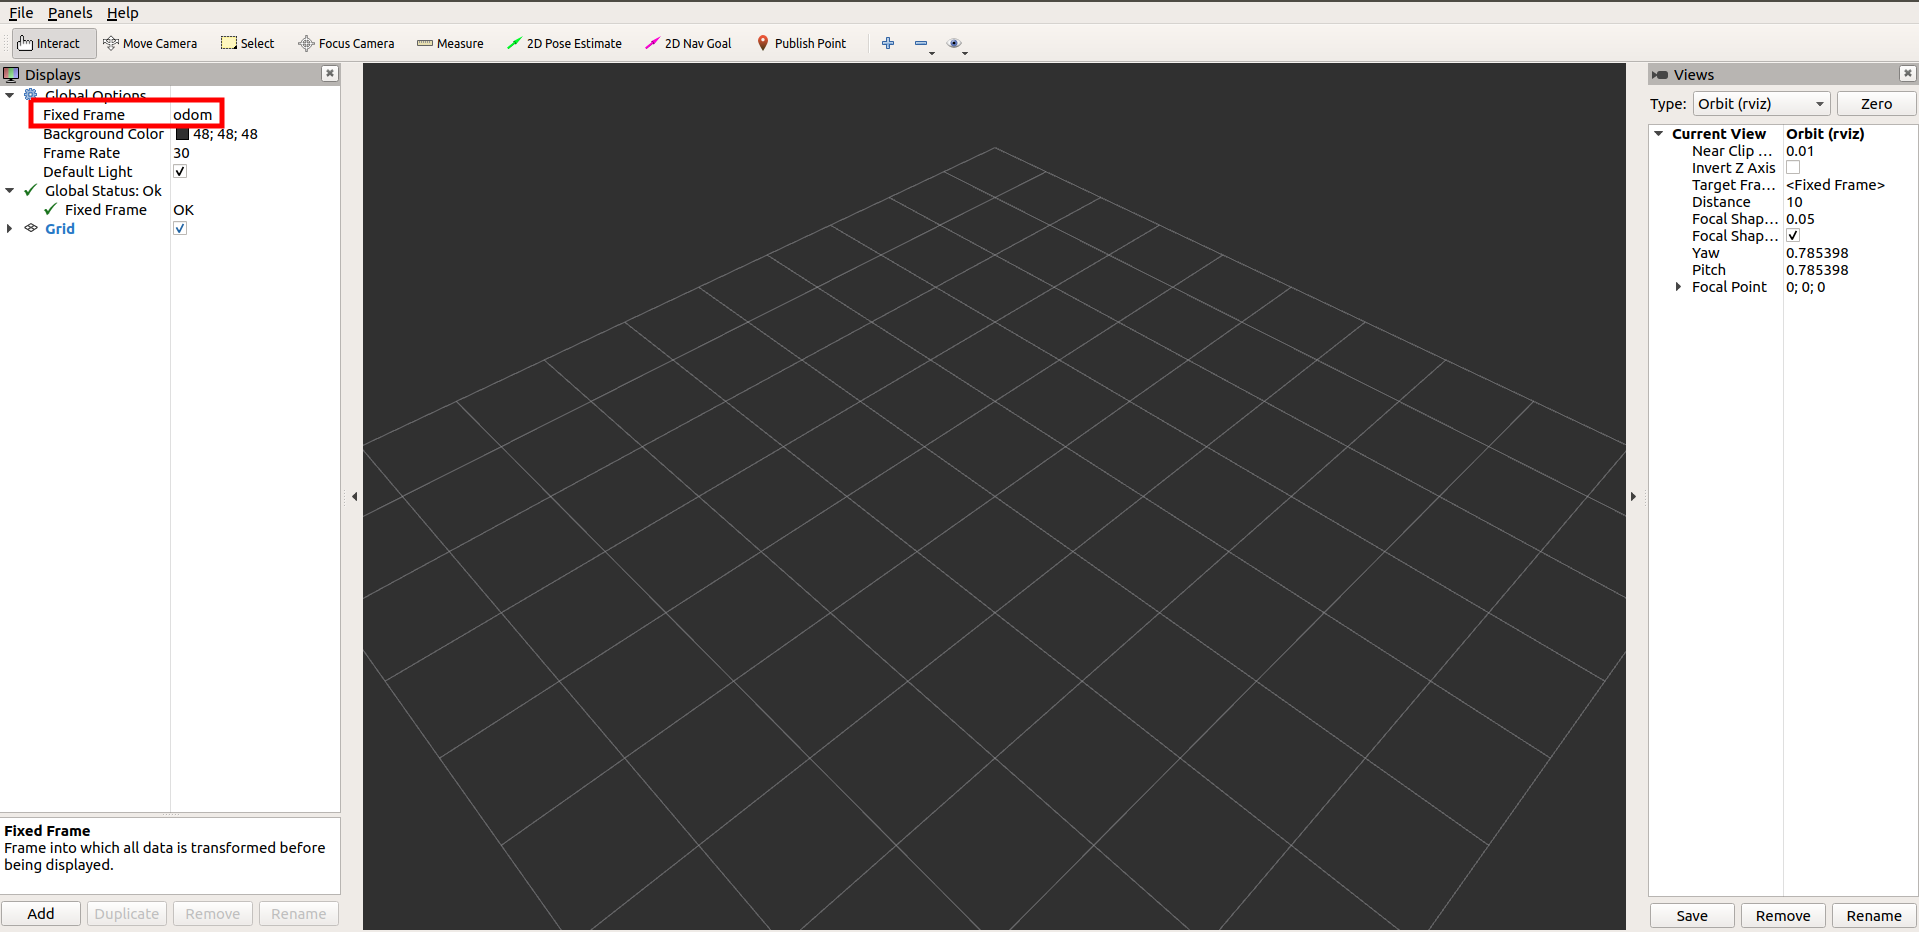 File Panels Help
Interact Move Camera Select Focus Camera Measure 2D Pose Estimate 2D Nav Goal Publish Point
Displays
Global Options
Fixed Frame odom
Background Color 48; 48; 48
Frame Rate 30
Default Light
Global Status: Ok
Fixed Frame OK
Grid
Fixed Frame
Frame into which all data is transformed before
being displayed.
Add Duplicate Remove Rename
Views
Type: Orbit (rviz) Zero
Current View Orbit (rviz)
Near Clip ... 0.01
Invert Z Axis
Target Fra... <Fixed Frame>
Distance 10
Focal Shap... 0.05
Focal Shap...
Yaw 0.785398
Pitch 0.785398
Focal Point 0; 0; 0
Save Remove Rename